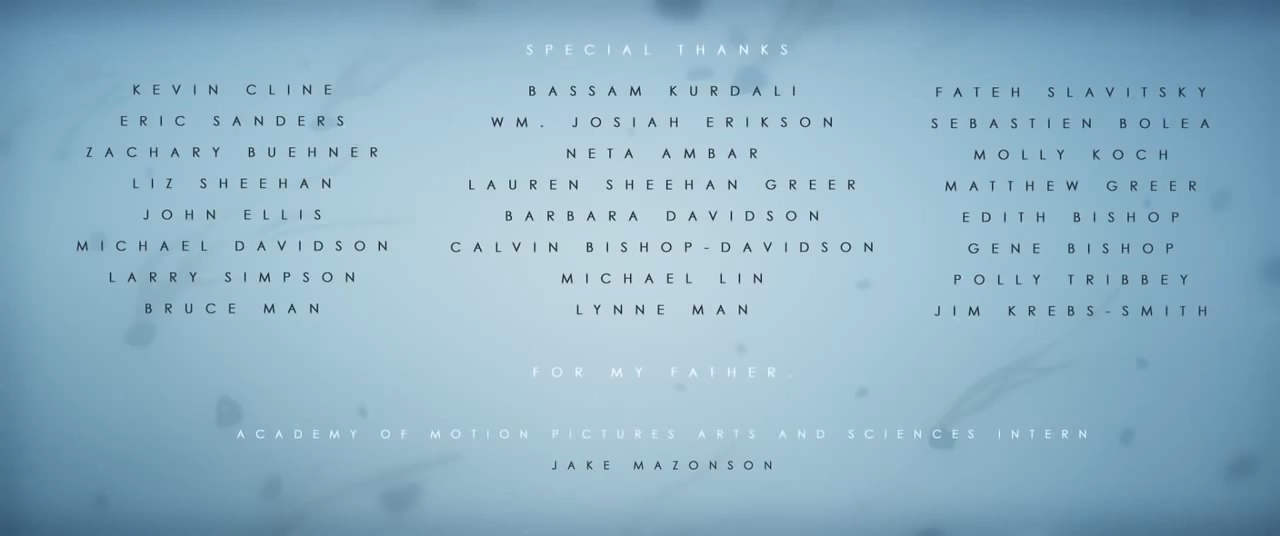 SPECIAL THANKS
KEVIN CLINE
ERIC SANDERS
ZACHARY BUEHNER
LIZ SHEEHAN
JOHN ELLIS
MICHAEL DAVIDSON
LARRY SIMPSON
BRUCE MAN
BASSAM KURDALI
WM. JOSIAH ERIKSON
NETA AMBAR
LAUREN SHEEHAN GREER
BARBARA DAVIDSON
CALVIN BISHOP-DAVIDSON
MICHAEL LIN
LYNNE MAN
FATEH SLAVITSKY
SEBASTIEN BOLEA
MOLLY KOCH
MATTHEW GREER
EDITH BISHOP
GENE BISHOP
POLLY TRIBBEY
JIM KREBS-SMITH
FOR MY FATHER.
ACADEMY OF MOTION PICTURES ARTS AND SCIENCES INTERN
JAKE MAZONSON